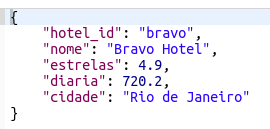 {
"hotel_id": "bravo",
"nome": "Bravo Hotel",
"estrelas": 4.9,
"diaria": 720.2,
"cidade": "Rio de Janeiro"
}